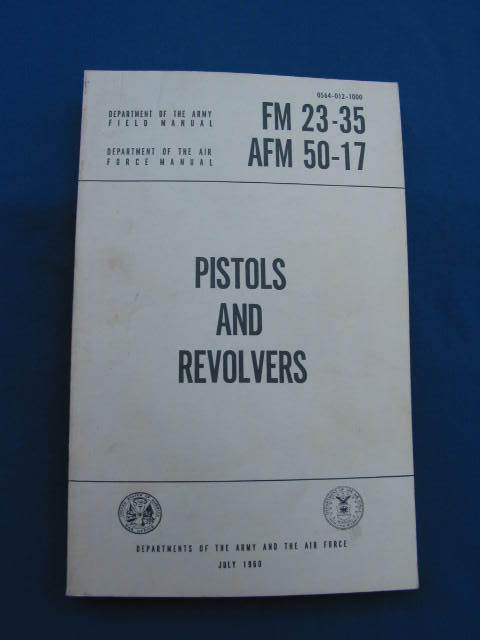 0564-012-1000
DEPARTMENT OF THE ARMY
FIELD MANUAL
FM 23-35
DEPARTMENT OF THE AIR
FORCE MANUAL
AFM 50-17
PISTOLS
AND
REVOLVERS
DEPARTMENTS OF THE ARMY AND THE AIR FORCE
JULY 1960